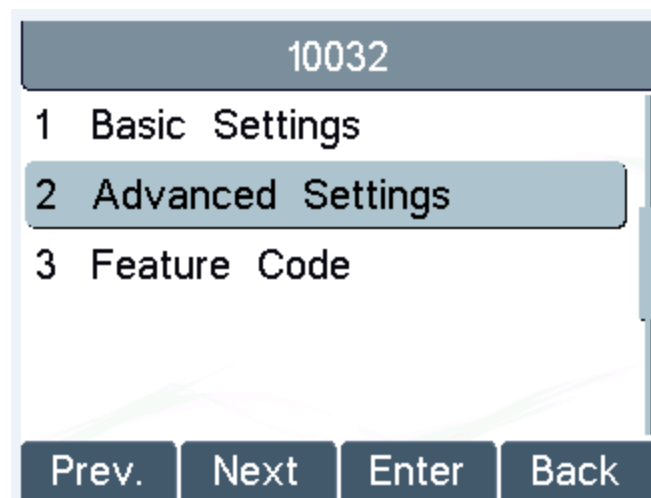 10032
1 Basic Settings
2 Advanced Settings
3 Feature Code
Prev. Next Enter Back